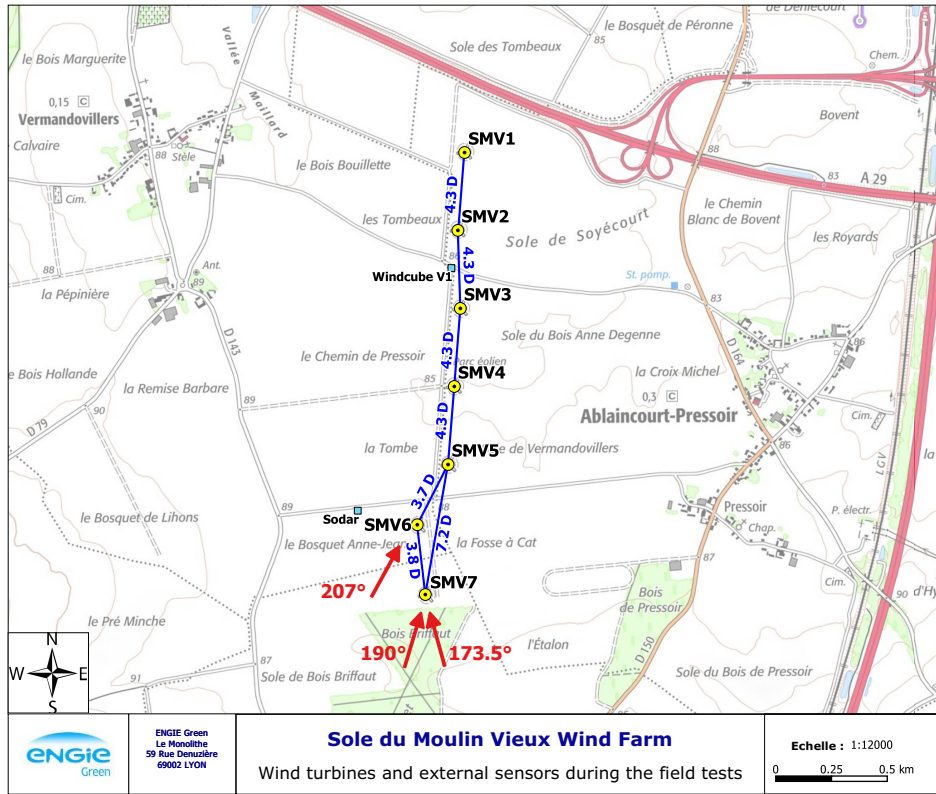 de Deniécourt
le Bosquet de Péronne
85
Sole des Tombeaux
Vallée
le Bois Marguerite
Chem.
0,15 C
Vermandovillers
Maillard
Bovent
SMV1
Calvaire
88
Stèle
88
le Bois Bouillette
83
A 29
Cim.
4.3 D
le Chemin
Blanc de Bovent
les Tombeaux
SMV2
Sole de Soyécourt
les Royards
86
4.3 D
Ant.
Windcube V1
St. pomp.
89
la Pépinière
83
SMV3
Sole du Bois Anne Degenne
D 143
D 164
86
4.3 D
le Chemin de Pressoir
Parc éolien
le Bois Hollande
la Croix Michel
la Remise Barbare
85
SMV4
0,3 C
90
Ablaincourt-Pressoir
Cim.
D 79
4.3 D
86
la Tombe
SMV5
de Vermandovillers
LGV
3.7 D
7.2 D
le Bosquet de Lihons
89
Sodar
88
Pressoir
P. électr.
SMV6
Chap.
le Bosquet Anne-Jean
la Fosse à Cat
3.8 D
87
207°
SMV7
Cim.
90
d'Hy
le Pré Minche
Bois
de Pressoir
Bois Briffaut
N
l'Étalon
190°
173.5°
D 150
W
E
87
Sole de Bois Briffaut
Sole du Bois de Pressoir
91
S
ENGIE
Green
ENGIE Green
Le Monolithe
59 Rue Denuzière
69002 LYON
Sole du Moulin Vieux Wind Farm
Wind turbines and external sensors during the field tests
Echelle : 1:12000
0 0.25 0.5 km